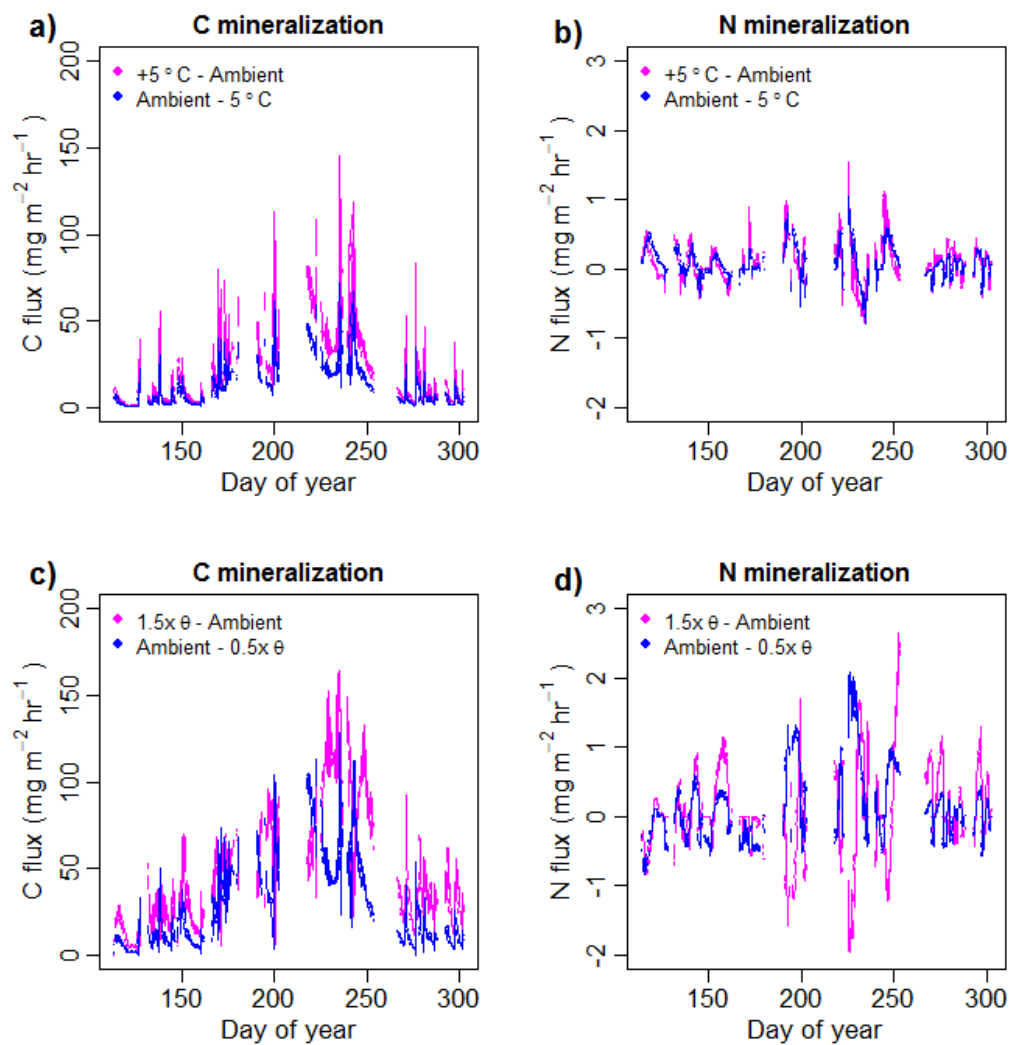 a) C mineralization
200
150
100
50
0
C flux (mg m⁻² hr⁻¹)
+5 ° C - Ambient
Ambient - 5 ° C
150 200 250 300
Day of year
b) N mineralization
3
2
1
0
-1
-2
N flux (mg m⁻² hr⁻¹)
+5 ° C - Ambient
Ambient - 5 ° C
150 200 250 300
Day of year
c) C mineralization
200
150
100
50
0
C flux (mg m⁻² hr⁻¹)
1.5x θ - Ambient
Ambient - 0.5x θ
150 200 250 300
Day of year
d) N mineralization
3
2
1
0
-1
-2
N flux (mg m⁻² hr⁻¹)
1.5x θ - Ambient
Ambient - 0.5x θ
150 200 250 300
Day of year